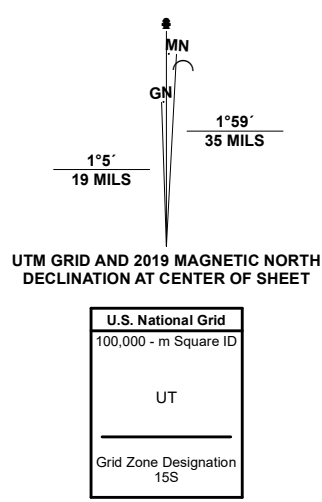 MN
GN
1°59´
35 MILS
1°5´
19 MILS
UTM GRID AND 2019 MAGNETIC NORTH
DECLINATION AT CENTER OF SHEET
U.S. National Grid
100,000 - m Square ID
UT
Grid Zone Designation
15S